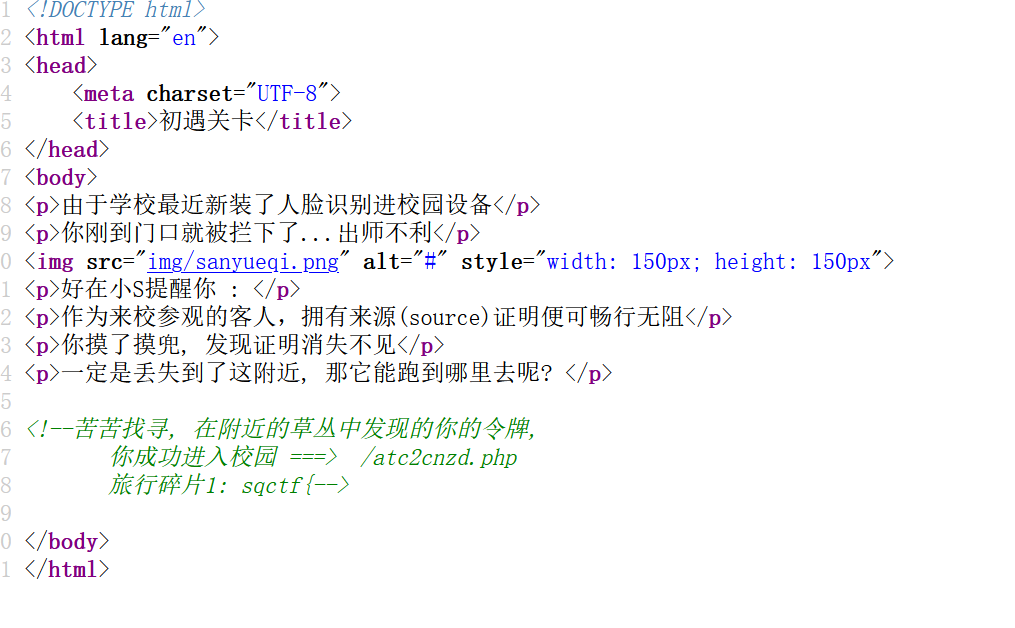 1 <!DOCTYPE html>
2 <html lang="en">
3 <head>
4     <meta charset="UTF-8">
5     <title>初遇关卡</title>
6 </head>
7 <body>
8 <p>由于学校最近新装了人脸识别进校园设备</p>
9 <p>你刚到门口就被拦下了...出师不利</p>
0 <img src="img/sanyueqi.png" alt="#" style="width: 150px; height: 150px">
1 <p>好在小S提醒你 : </p>
2 <p>作为来校参观的客人，拥有来源(source)证明便可畅行无阻</p>
3 <p>你摸了摸兜, 发现证明消失不见</p>
4 <p>一定是丢失到了这附近, 那它能跑到哪里去呢? </p>
5
6 <!--苦苦找寻, 在附近的草丛中发现的你的令牌,
7        你成功进入校园 ===>  /atc2cnzd.php
8        旅行碎片1: sqctf{-->
9
0 </body>
1 </html>